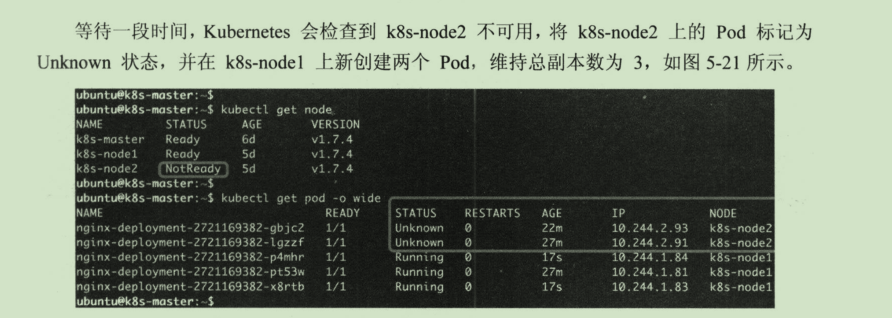 等待一段时间，Kubernetes 会检查到 k8s-node2 不可用，将 k8s-node2 上的 Pod 标记为
Unknown 状态，并在 k8s-node1 上新创建两个 Pod，维持总副本数为 3，如图 5-21 所示。
ubuntu@k8s-master:~$
ubuntu@k8s-master:~$ kubectl get node
NAME STATUS AGE VERSION
k8s-master Ready 6d v1.7.4
k8s-node1 Ready 5d v1.7.4
k8s-node2 NotReady 5d v1.7.4
ubuntu@k8s-master:~$
ubuntu@k8s-master:~$ kubectl get pod -o wide
NAME READY STATUS RESTARTS AGE IP NODE
nginx-deployment-2721169382-gbjc2 1/1 Unknown 0 22m 10.244.2.93 k8s-node2
nginx-deployment-2721169382-lgzzf 1/1 Unknown 0 27m 10.244.2.91 k8s-node2
nginx-deployment-2721169382-p4mhr 1/1 Running 0 17s 10.244.1.84 k8s-node1
nginx-deployment-2721169382-pt53w 1/1 Running 0 27m 10.244.1.81 k8s-node1
nginx-deployment-2721169382-x8rtb 1/1 Running 0 17s 10.244.1.83 k8s-node1
ubuntu@k8s-master:~$